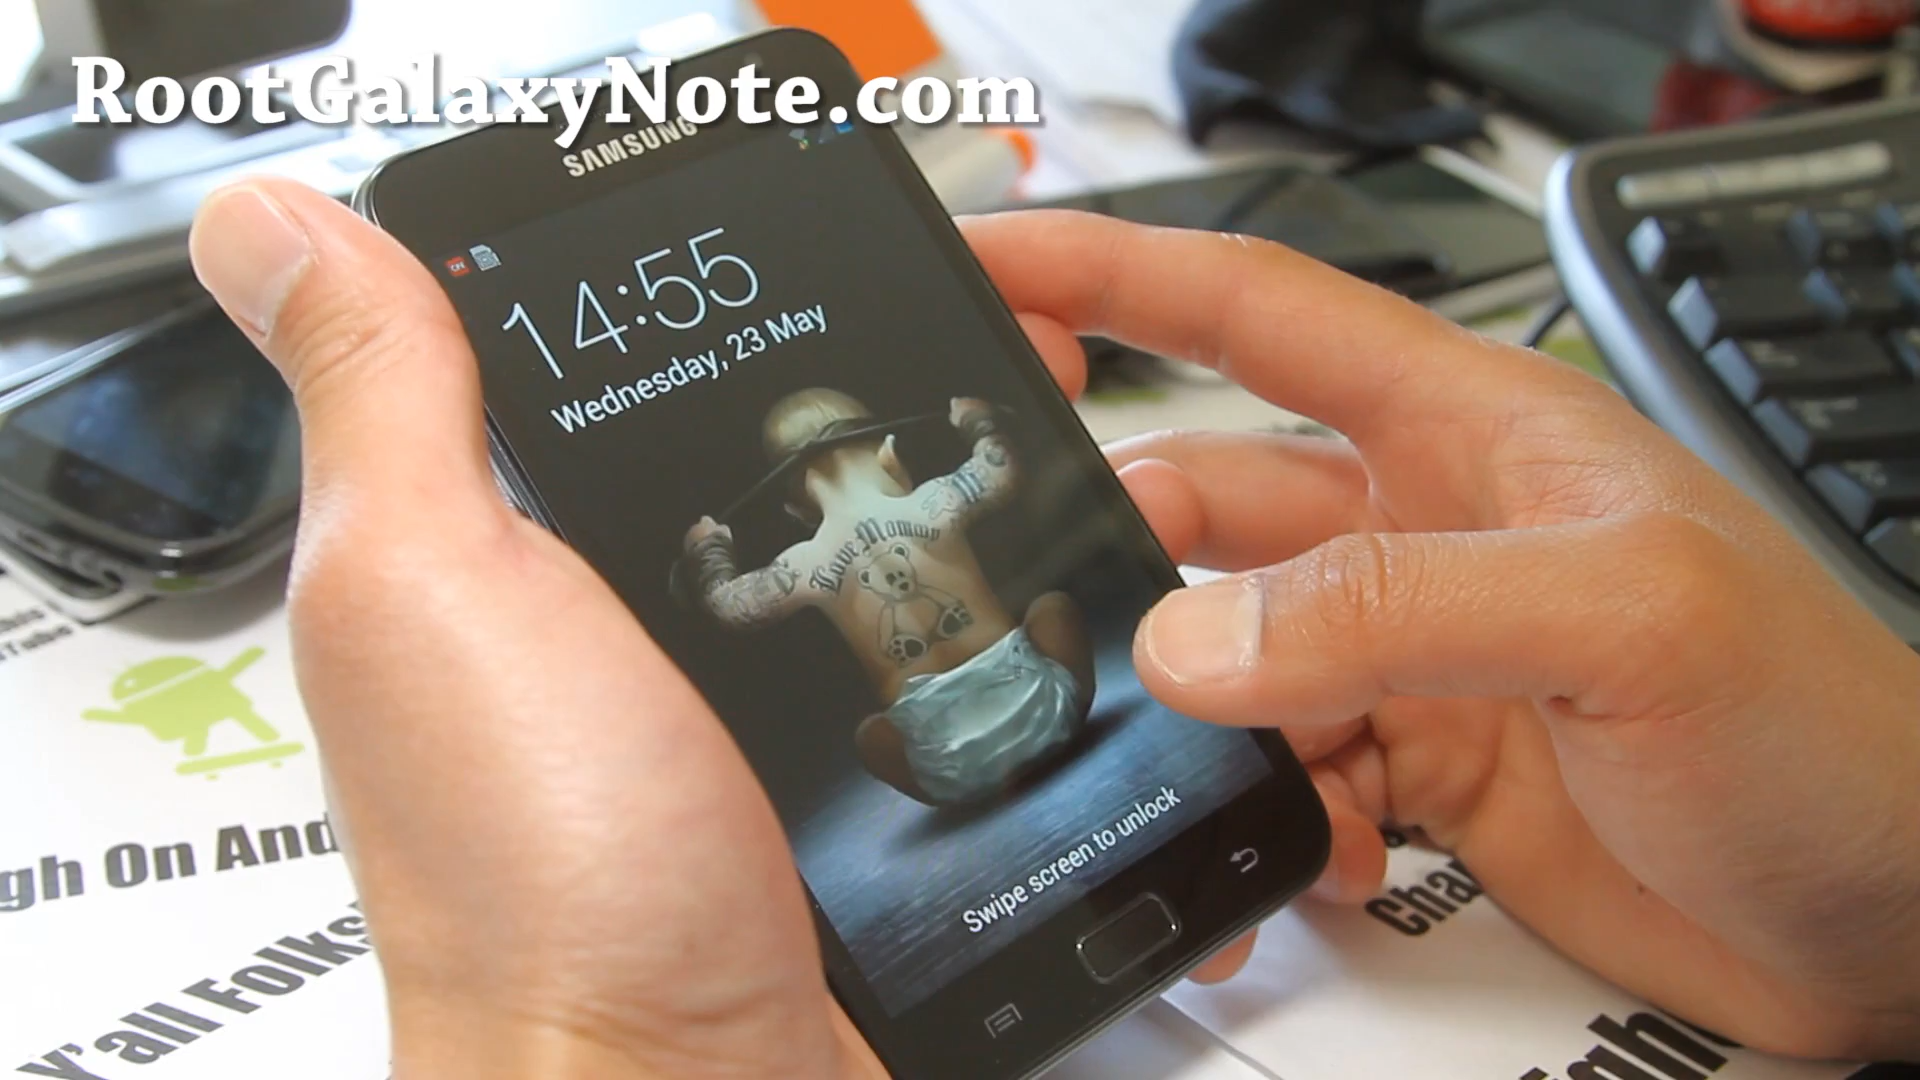 RootGalaxyNote.com
SAMSUNG
14:55
Wednesday, 23 May
Love Mommy
Swipe screen to unlock
gh On And
Y'all Folks
Chan